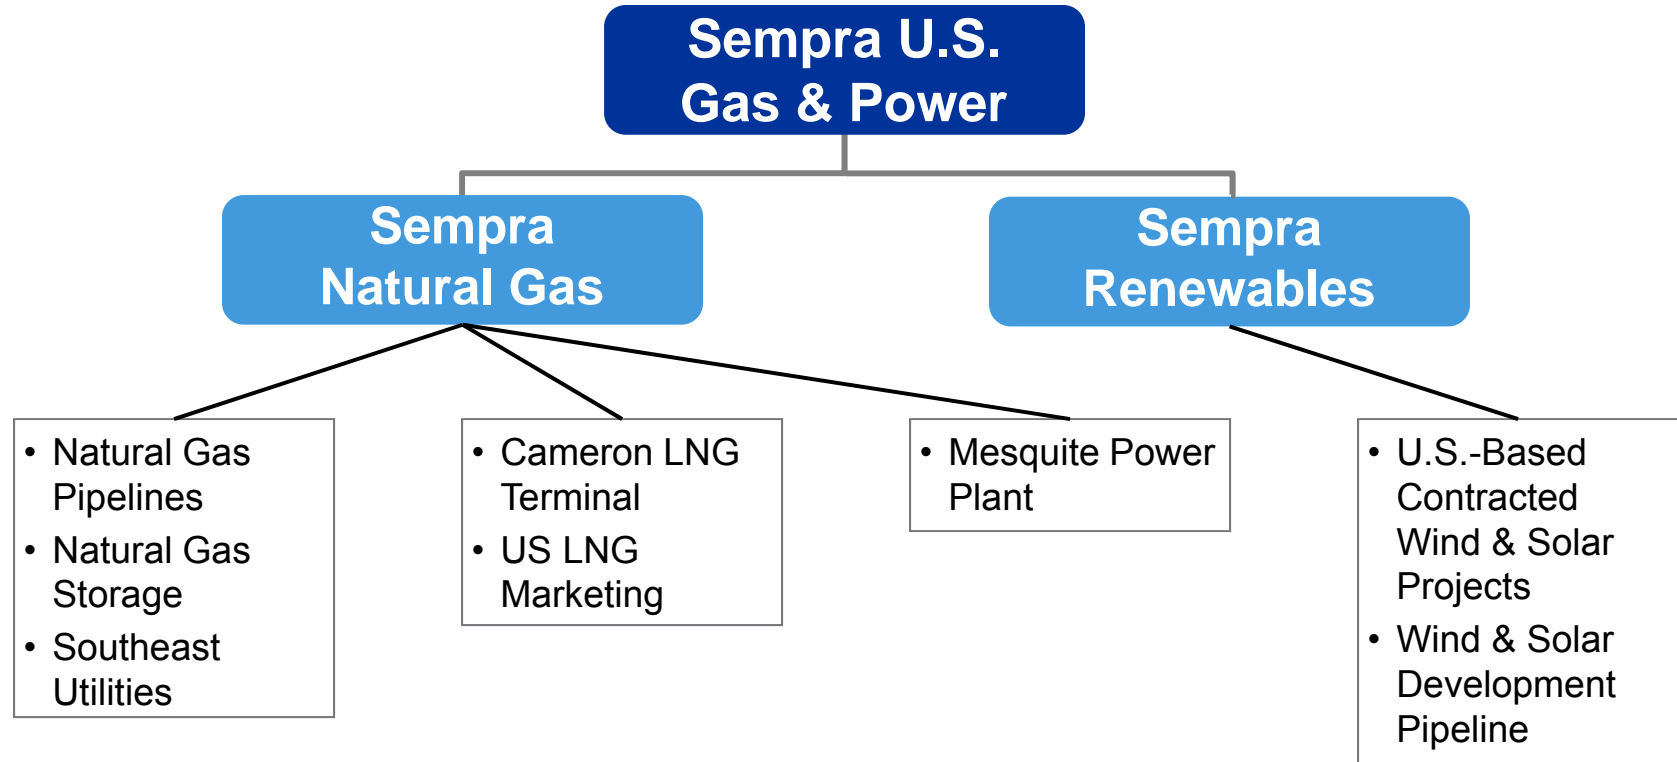 Sempra U.S.
Gas & Power
Sempra
Natural Gas
Sempra
Renewables
• Natural Gas
Pipelines
• Natural Gas
Storage
• Southeast
Utilities
• Cameron LNG
Terminal
• US LNG
Marketing
• Mesquite Power
Plant
• U.S.-Based
Contracted
Wind & Solar
Projects
• Wind & Solar
Development
Pipeline